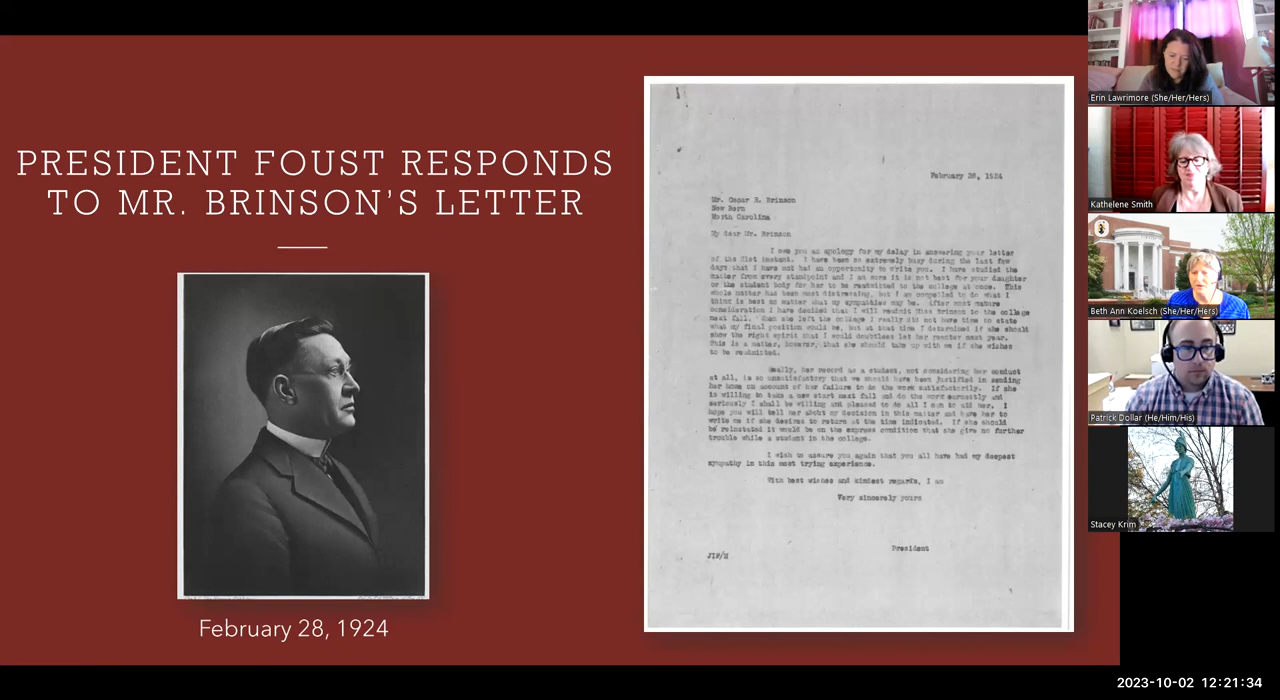 PRESIDENT FOUST RESPONDS
TO MR. BRINSON'S LETTER
February 28, 1924
February 28, 1924
Mr. Oscar S. Brinson
New Bern
North Carolina
My dear Mr. Brinson
I owe you an apology for my delay in answering your letter
of the 21st instant. I have been so extremely busy during the last few
days that I have not had an opportunity to write you. I have studied the
matter from every standpoint and I am sure it is not best for your daughter
or the student body for her to be readmitted to the college at once. This
whole matter has been most distressing, but I am compelled to do what I
think is best no matter what my sympathies may be. After most mature
consideration I have decided that I will readmit Miss Brinson to the college
next fall. When she left the college I really did not have time to state
what my final position would be, but at that time I determined if she should
show the right spirit that I would doubtless let her reenter next year.
This is a matter, however, that she should take up with me if she wishes
to be readmitted.
Really, her record as a student, not considering her conduct
at all, is so unsatisfactory that we would have been justified in sending
her home on account of her failure to do the work satisfactorily. If she
is willing to take a new start next fall and do the work earnestly and
seriously I shall be willing and pleased to do all I can to aid her. I
hope you will tell her about my decision in this matter and have her to
write me if she desires to return at the time indicated. If she should
be reinstated it would be on the express condition that she give no further
trouble while a student in the college.
I wish to assure you again that you all have had my deepest
sympathy in this most trying experience.
With best wishes and kindest regards, I am
Very sincerely yours
President
JIF/M
Erin Lawrimore (She/Her/Hers)
Kathelene Smith
Beth Ann Koelsch (She/Her/Hers)
Patrick Dollar (He/Him/His)
Stacey Krim
2023-10-02 12:21:34